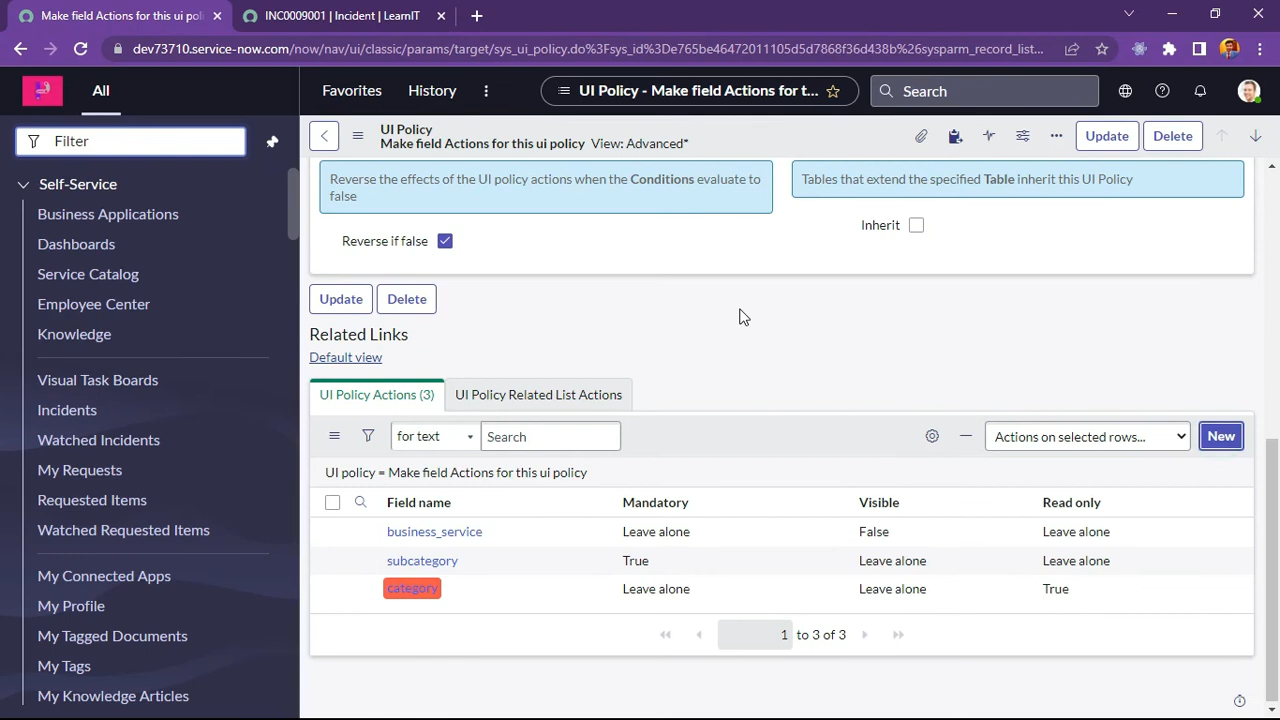 Make field Actions for this ui poli
INC0009001 | Incident | LearnIT
dev73710.service-now.com/now/nav/ui/classic/params/target/sys_ui_policy.do%3Fsys_id%3De765be46472011105d5d7868f36d438b%26sysparm_record_list...
All
Favorites
History
UI Policy - Make field Actions for t...
Search
Filter
UI Policy
Make field Actions for this ui policy View: Advanced*
Update
Delete
Self-Service
Business Applications
Dashboards
Service Catalog
Employee Center
Knowledge
Visual Task Boards
Incidents
Watched Incidents
My Requests
Requested Items
Watched Requested Items
My Connected Apps
My Profile
My Tagged Documents
My Tags
My Knowledge Articles
Reverse the effects of the UI policy actions when the Conditions evaluate to
false
Tables that extend the specified Table inherit this UI Policy
Reverse if false
Inherit
Update
Delete
Related Links
Default view
UI Policy Actions (3)
UI Policy Related List Actions
for text
Search
Actions on selected rows...
New
UI policy = Make field Actions for this ui policy
Field name Mandatory Visible Read only
business_service Leave alone False Leave alone
subcategory True Leave alone Leave alone
category Leave alone Leave alone True
1 to 3 of 3